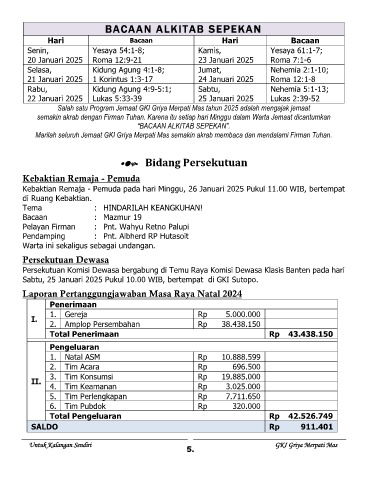 BACAAN ALKITAB SEPEKAN
Hari Bacaan Hari Bacaan
Senin, Yesaya 54:1-8; Kamis, Yesaya 61:1-7;
20 Januari 2025 Roma 12:9-21 23 Januari 2025 Roma 7:1-6
Selasa, Kidung Agung 4:1-8; Jumat, Nehemia 2:1-10;
21 Januari 2025 1 Korintus 1:3-17 24 Januari 2025 Roma 12:1-8
Rabu, Kidung Agung 4:9-5:1; Sabtu, Nehemia 5:1-13;
22 Januari 2025 Lukas 5:33-39 25 Januari 2025 Lukas 2:39-52
Salah satu Program Jemaat GKI Griya Merpati Mas tahun 2025 adalah mengajak jemaat
semakin akrab dengan Firman Tuhan. Karena itu setiap hari Minggu dalam Warta Jemaat dicantumkan
"BACAAN ALKITAB SEPEKAN".
Marilah seluruh Jemaat GKI Griya Merpati Mas semakin akrab membaca dan mendalami Firman Tuhan.
Bidang Persekutuan
Kebaktian Remaja - Pemuda
Kebaktian Remaja - Pemuda pada hari Minggu, 26 Januari 2025 Pukul 11.00 WIB, bertempat
di Ruang Kebaktian.
Tema : HINDARILAH KEANGKUHAN!
Bacaan : Mazmur 19
Pelayan Firman : Pnt. Wahyu Retno Palupi
Pendamping : Pnt. Albherd RP Hutasoit
Warta ini sekaligus sebagai undangan.
Persekutuan Dewasa
Persekutuan Komisi Dewasa bergabung di Temu Raya Komisi Dewasa Klasis Banten pada hari
Sabtu, 25 Januari 2025 Pukul 10.00 WIB, bertempat di GKI Sutopo.
Laporan Pertanggungjawaban Masa Raya Natal 2024
I. Penerimaan
1. Gereja Rp 5.000.000
2. Amplop Persembahan Rp 38.438.150
Total Penerimaan Rp 43.438.150
II. Pengeluaran
1. Natal ASM Rp 10.888.599
2. Tim Acara Rp 696.500
3. Tim Konsumsi Rp 19.885.000
4. Tim Keamanan Rp 3.025.000
5. Tim Perlengkapan Rp 7.711.650
6. Tim Pubdok Rp 320.000
Total Pengeluaran Rp 42.526.749
SALDO Rp 911.401
Untuk Kalangan Sendiri GKI Griya Merpati Mas
5.